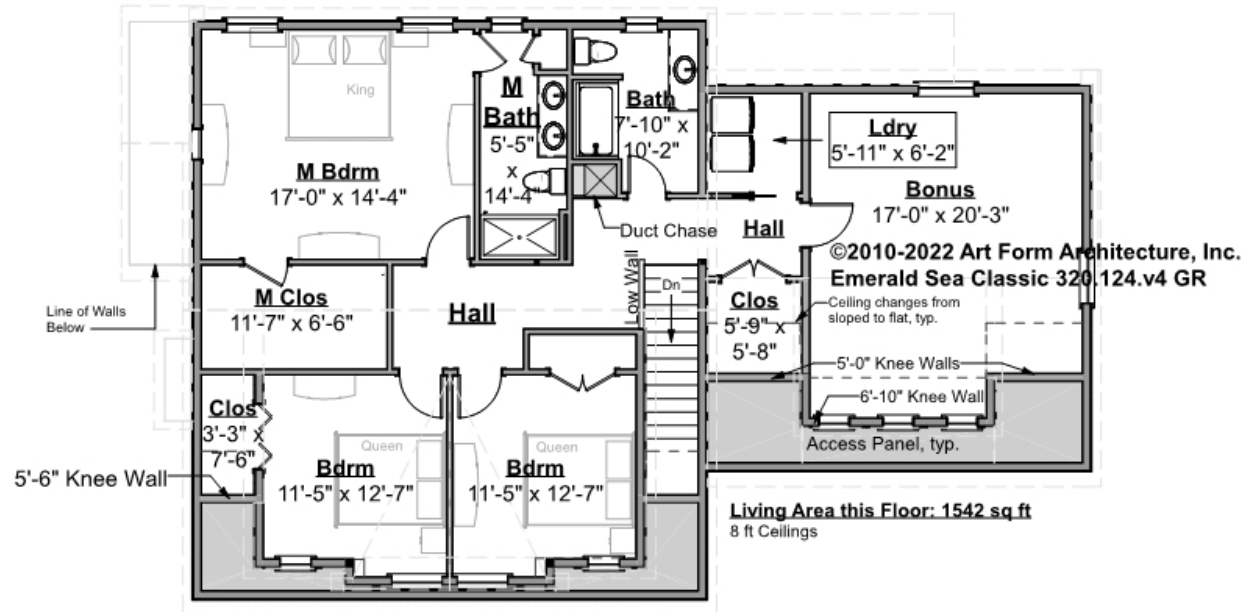 King
M Bdrm
17'-0" x 14'-4"
M
Bath
5'-5"
x
14'-4"
Bath
7'-10" x
10'-2"
Ldry
5'-11" x 6'-2"
Bonus
17'-0" x 20'-3"
Duct Chase
Hall
©2010-2022 Art Form Architecture, Inc.
Emerald Sea Classic 320.124.v4 GR
Line of Walls
Below
M Clos
11'-7" x 6'-6"
Hall
Low Wall
Dn
Clos
5'-9" x
5'-8"
Ceiling changes from
sloped to flat, typ.
5'-0" Knee Walls
6'-10" Knee Wall
Access Panel, typ.
Clos
3'-3" x
7'-6"
5'-6" Knee Wall
Queen
Bdrm
11'-5" x 12'-7"
Queen
Bdrm
11'-5" x 12'-7"
Living Area this Floor: 1542 sq ft
8 ft Ceilings